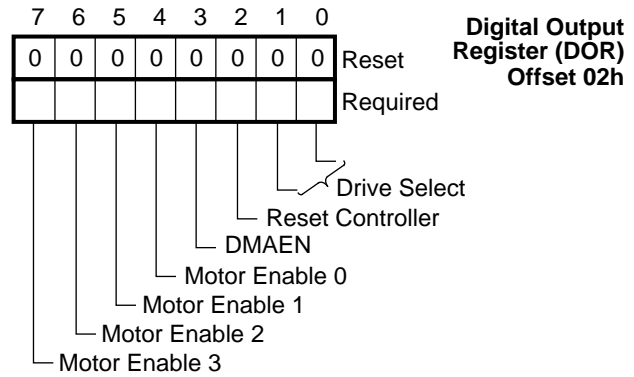 7 6 5 4 3 2 1 0
Digital Output
Register (DOR)
Offset 02h
0 0 0 0 0 0 0 0 Reset
Required
Drive Select
Reset Controller
DMAEN
Motor Enable 0
Motor Enable 1
Motor Enable 2
Motor Enable 3